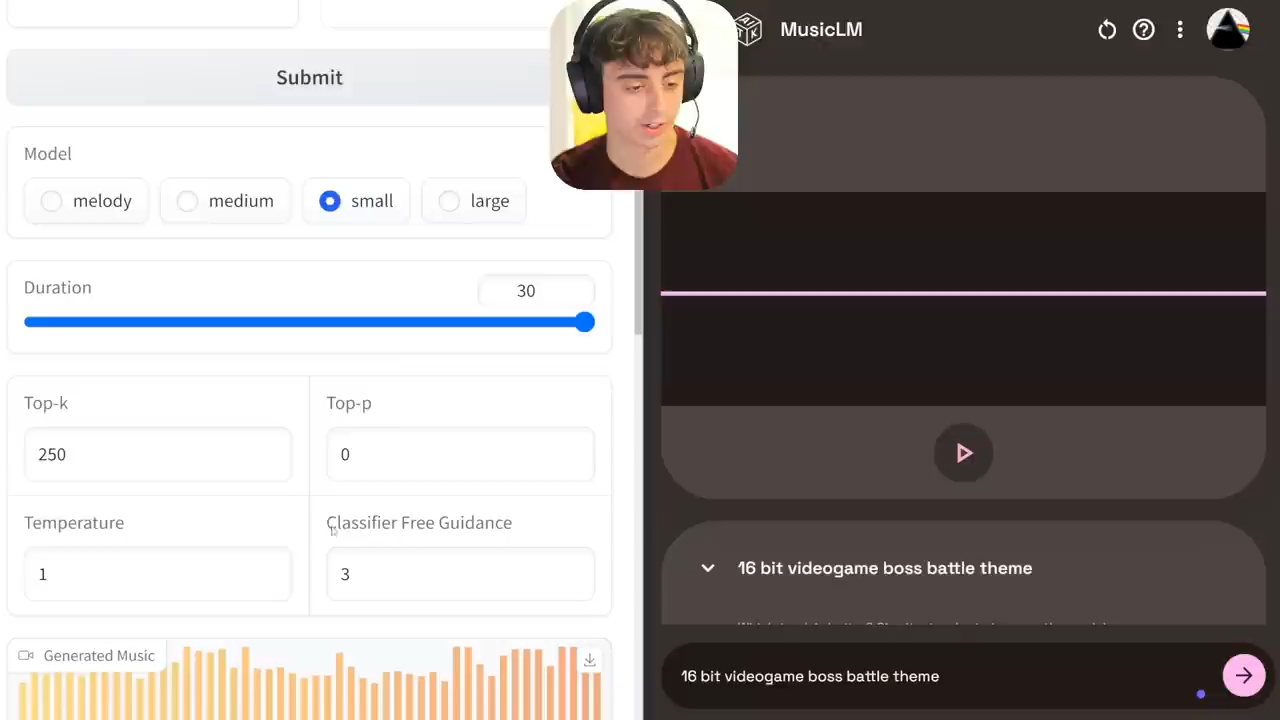 Submit
Model
melody
medium
small
large
Duration
30
Top-k
Top-p
250
0
Temperature
Classifier Free Guidance
1
3
Generated Music
MusicLM
16 bit videogame boss battle theme
16 bit videogame boss battle theme